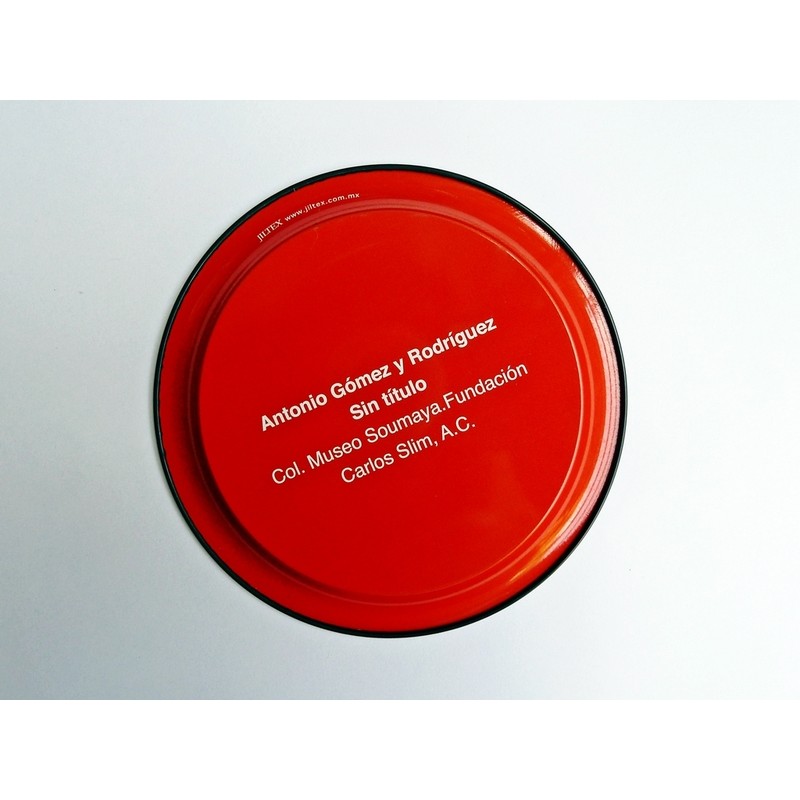 JILTEX www.jiltex.com.mx
Antonio Gómez y Rodríguez
Sin título
Col. Museo Soumaya.Fundación
Carlos Slim, A.C.